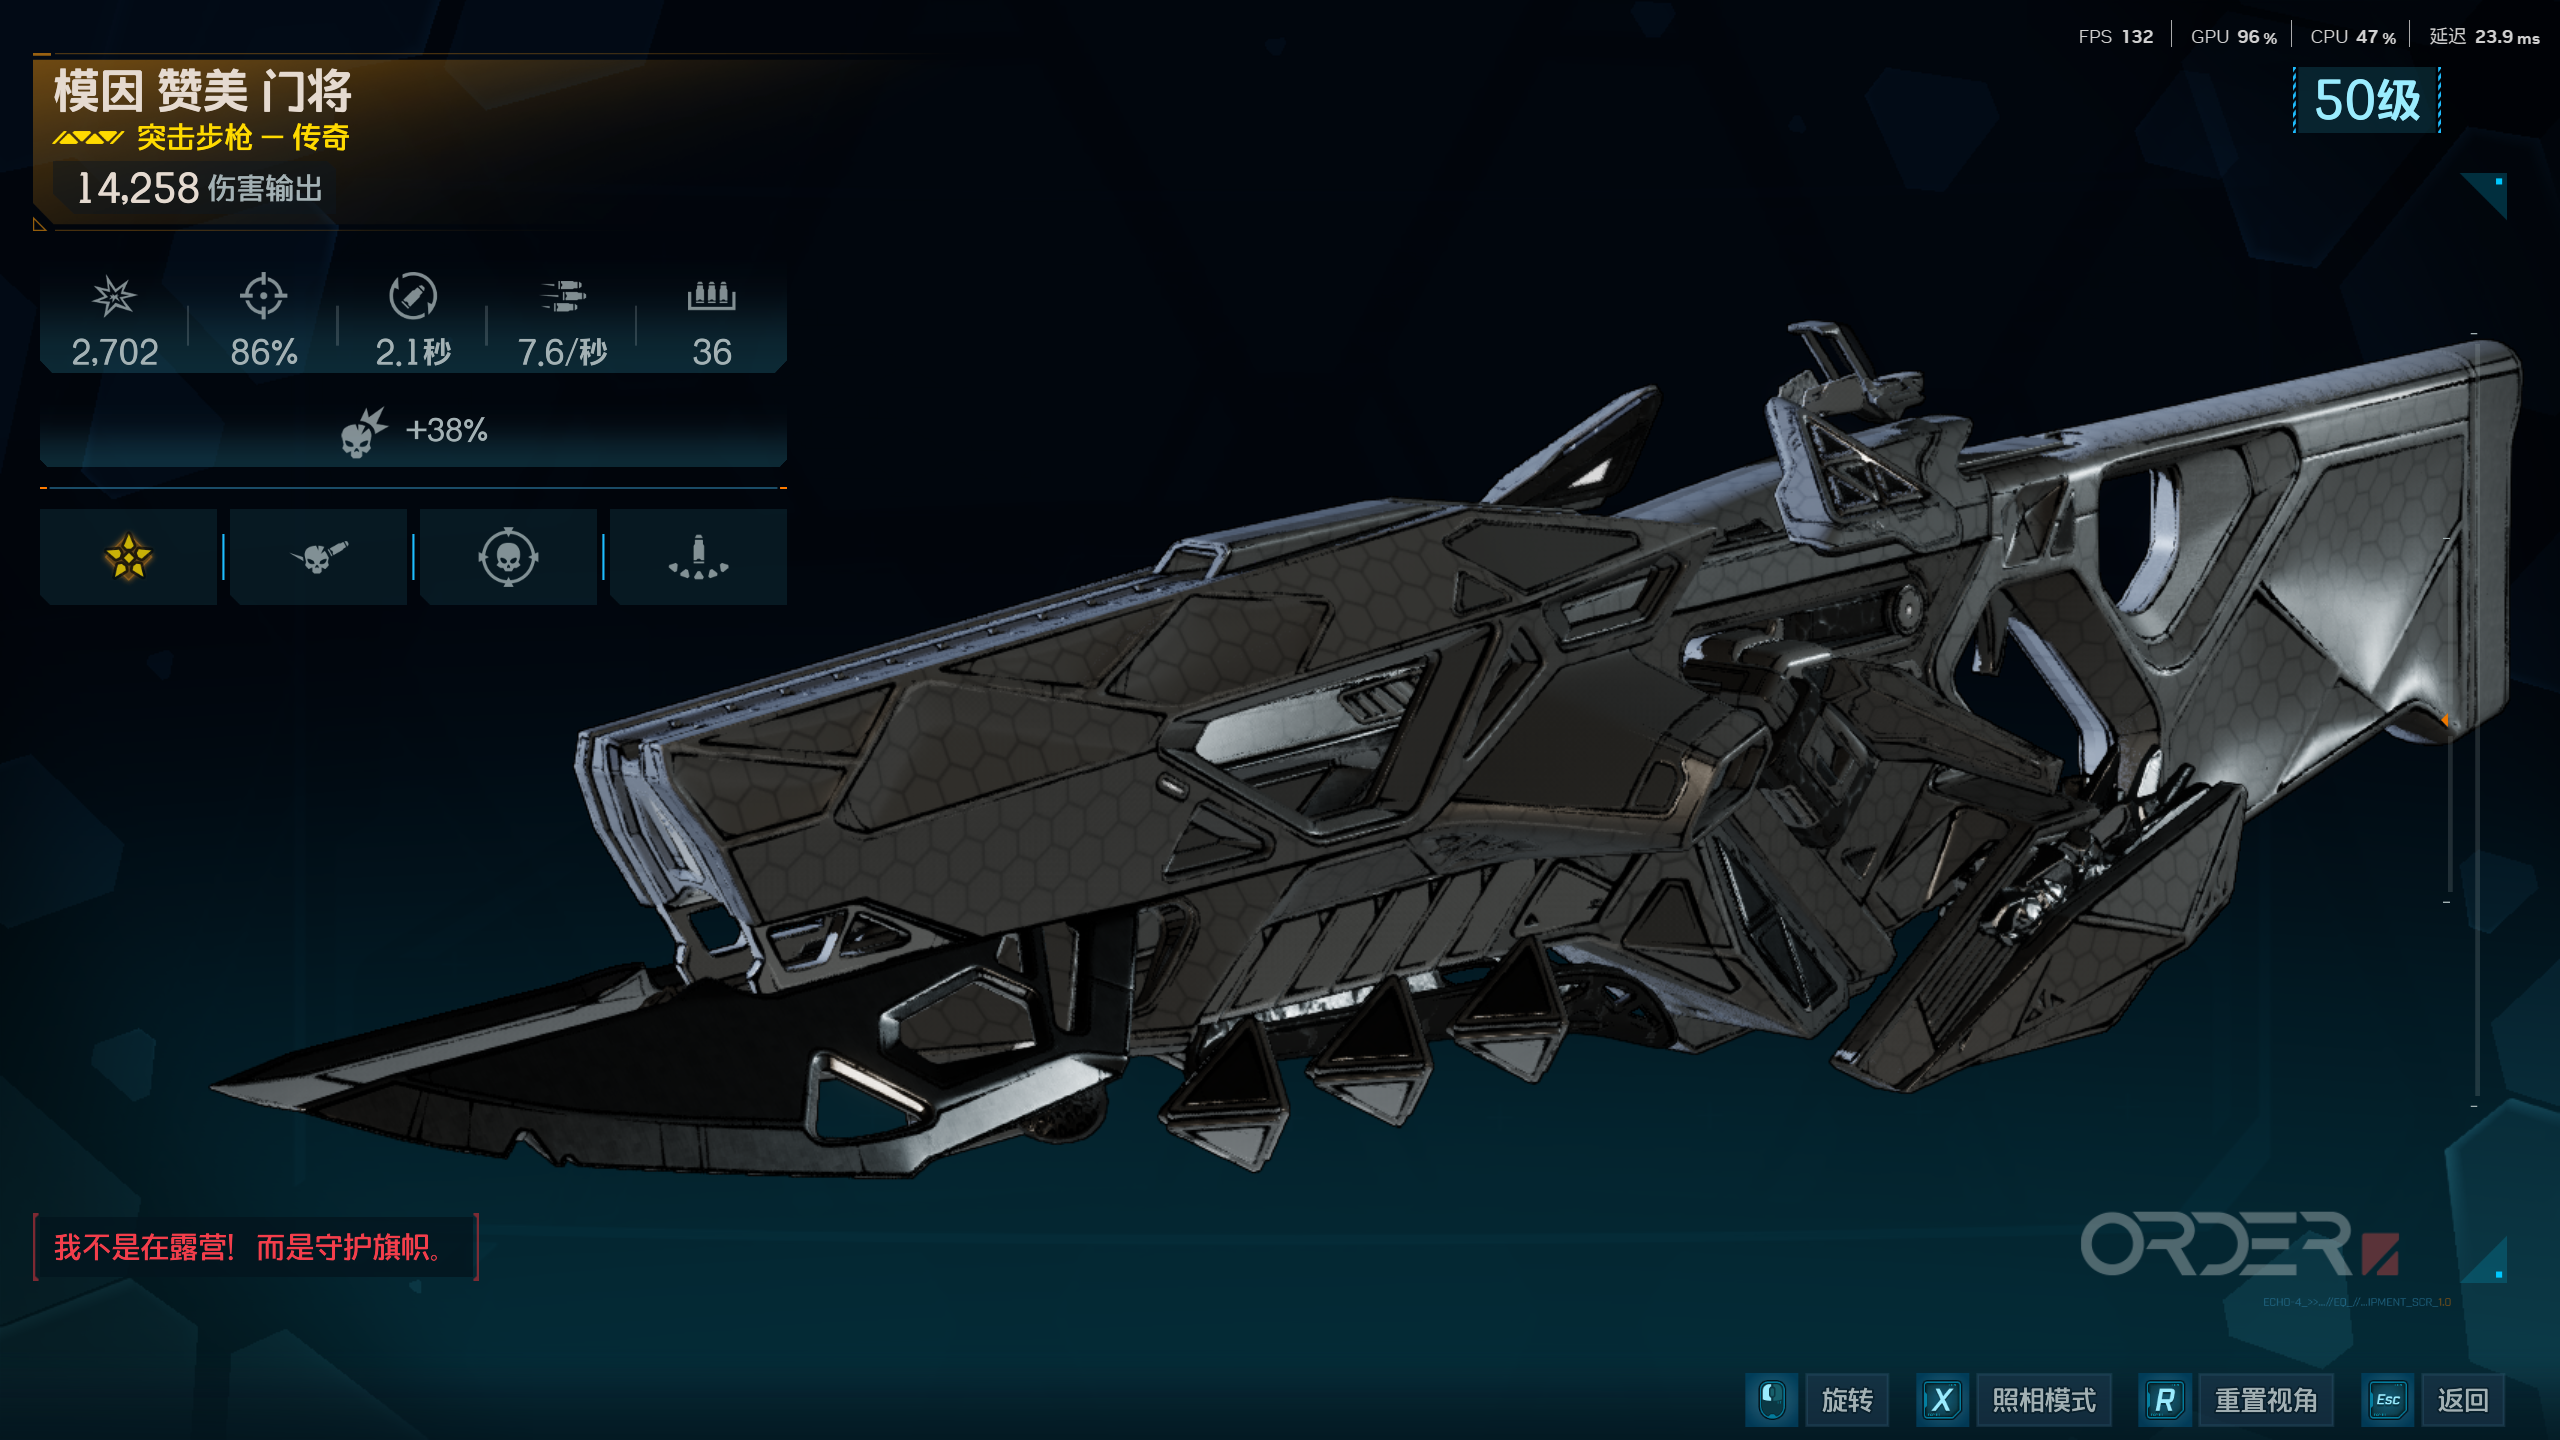 FPS 132 GPU 96 % CPU 47 % 延迟 23.9 ms
模因 赞美 门将
突击步枪 – 传奇
14,258 伤害输出
50级
2,702 86% 2.1秒 7.6/秒 36
+38%
我不是在露营! 而是守护旗帜。
ORDER
旋转 X 照相模式 R 重置视角 Esc 返回